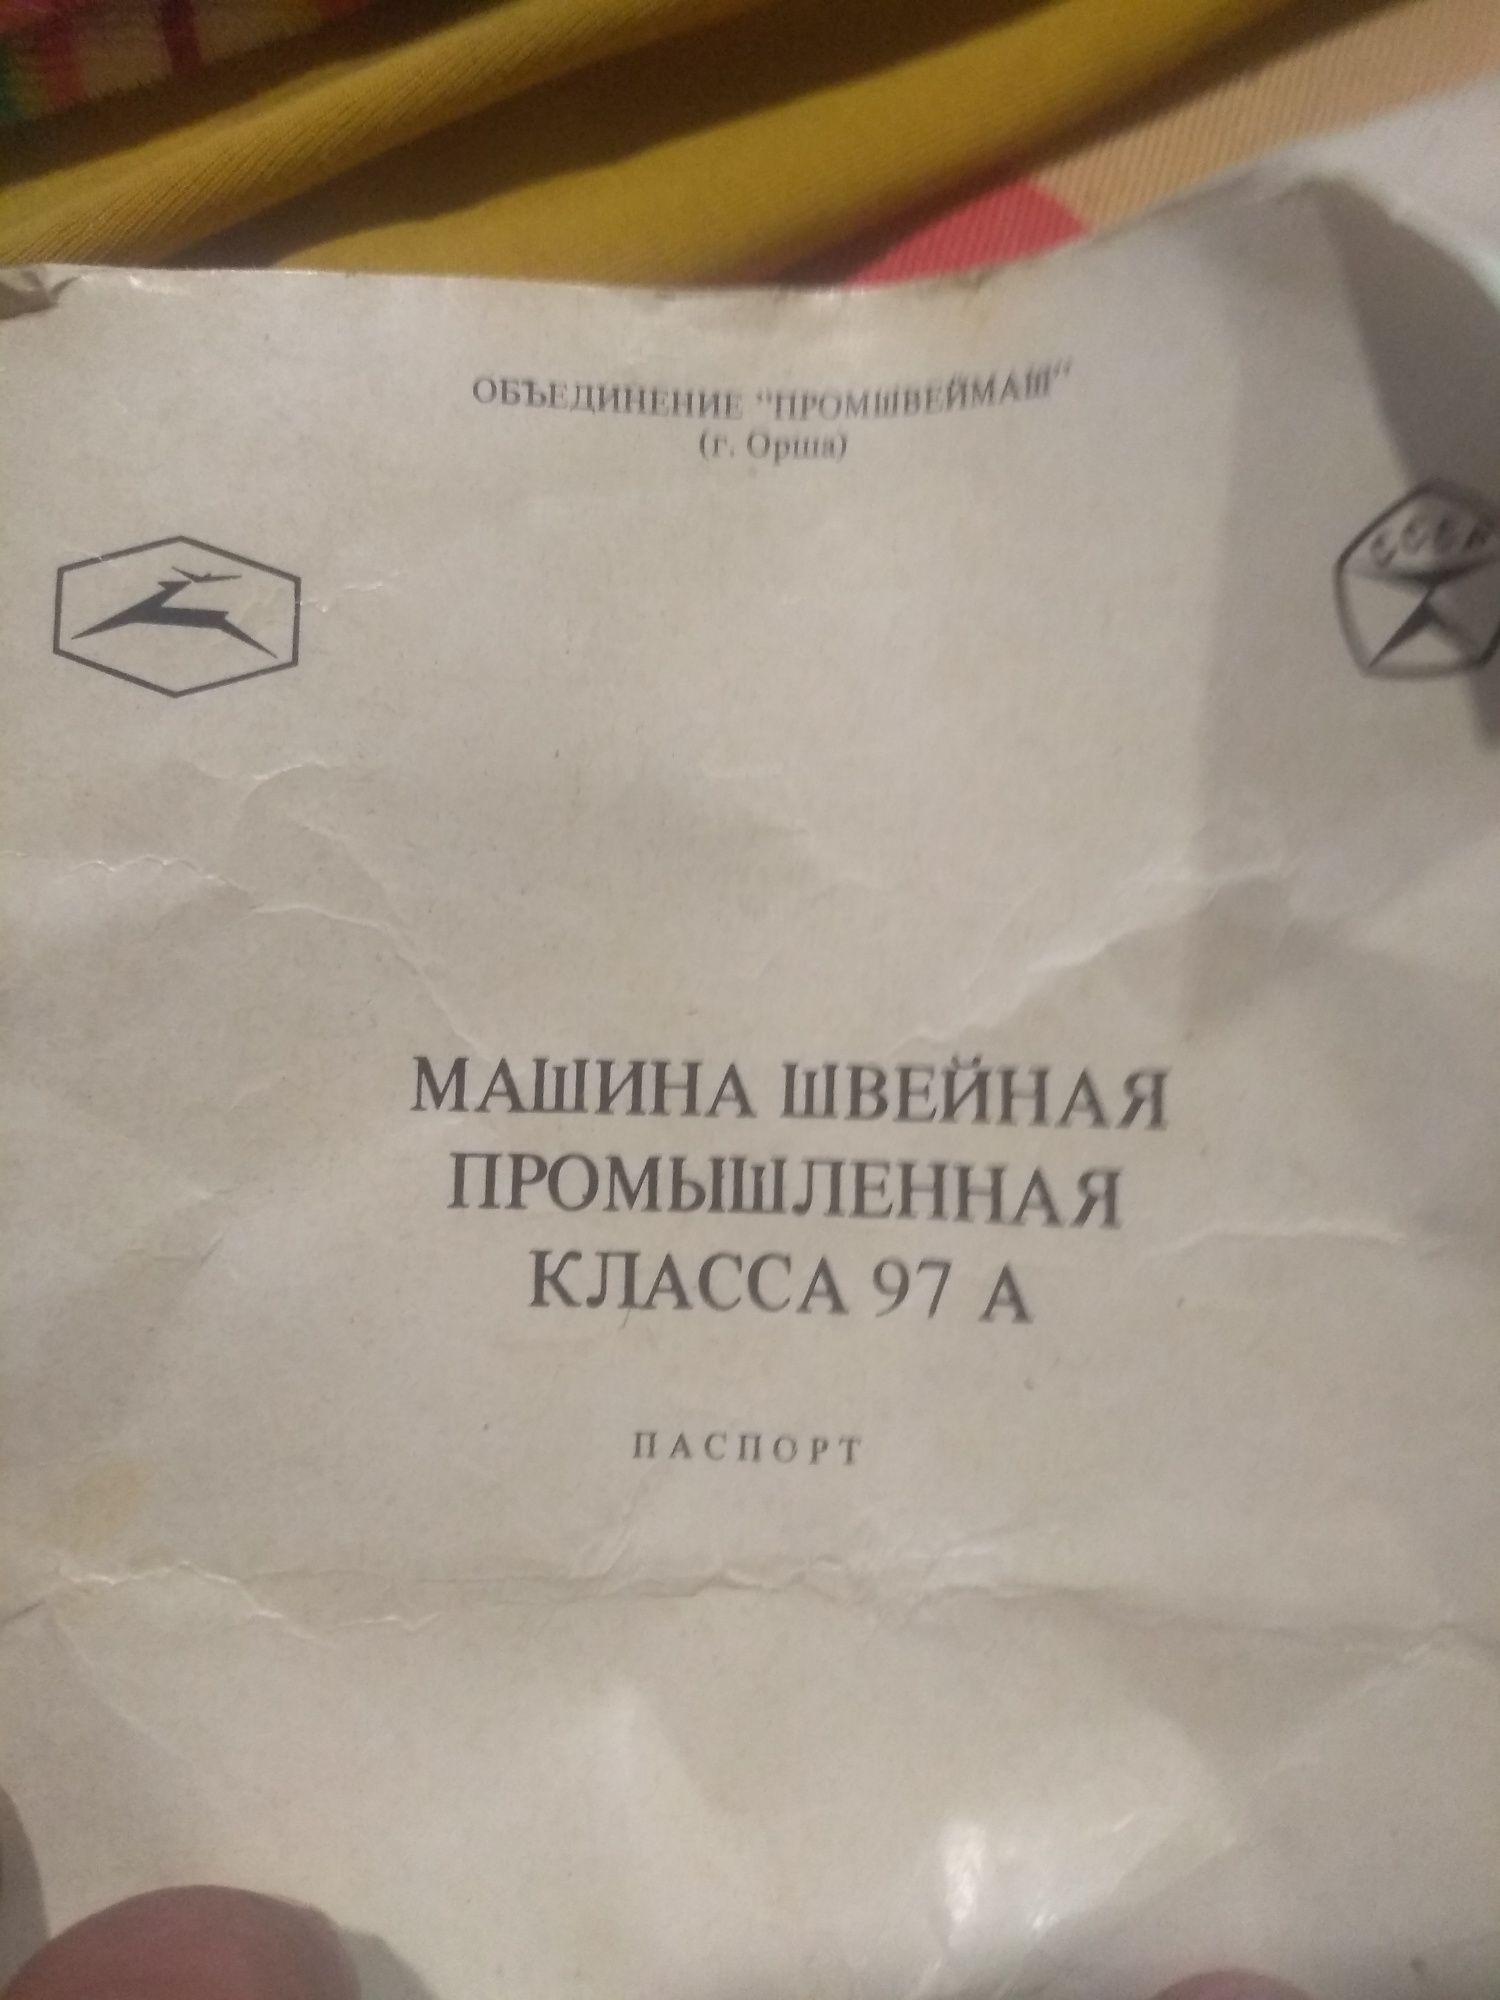 ОБЪЕДИНЕНИЕ "ПРОМШВЕЙМАШ"
(г. Орша)
СССР
МАШИНА ШВЕЙНАЯ
ПРОМЫШЛЕННАЯ
КЛАССА 97 А
ПАСПОРТ